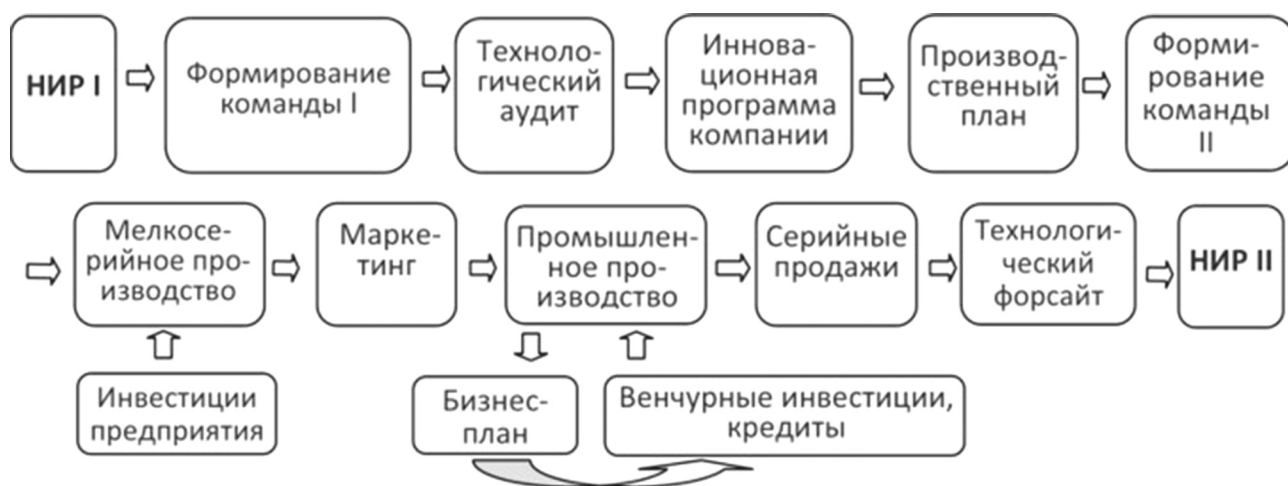 НИР I
Формирование
команды I
Техноло-
гический
аудит
Иннова-
ционная
программа
компании
Производ-
ственный
план
Форми-
рование
команды
II
Мелкосе-
рийное про-
изводство
Марке-
тинг
Промышлен-
ное про-
изводство
Серийные
продажи
Технологи-
ческий
форсайт
НИР II
Инвестиции
предприятия
Бизнес-
план
Венчурные инвестиции,
кредиты